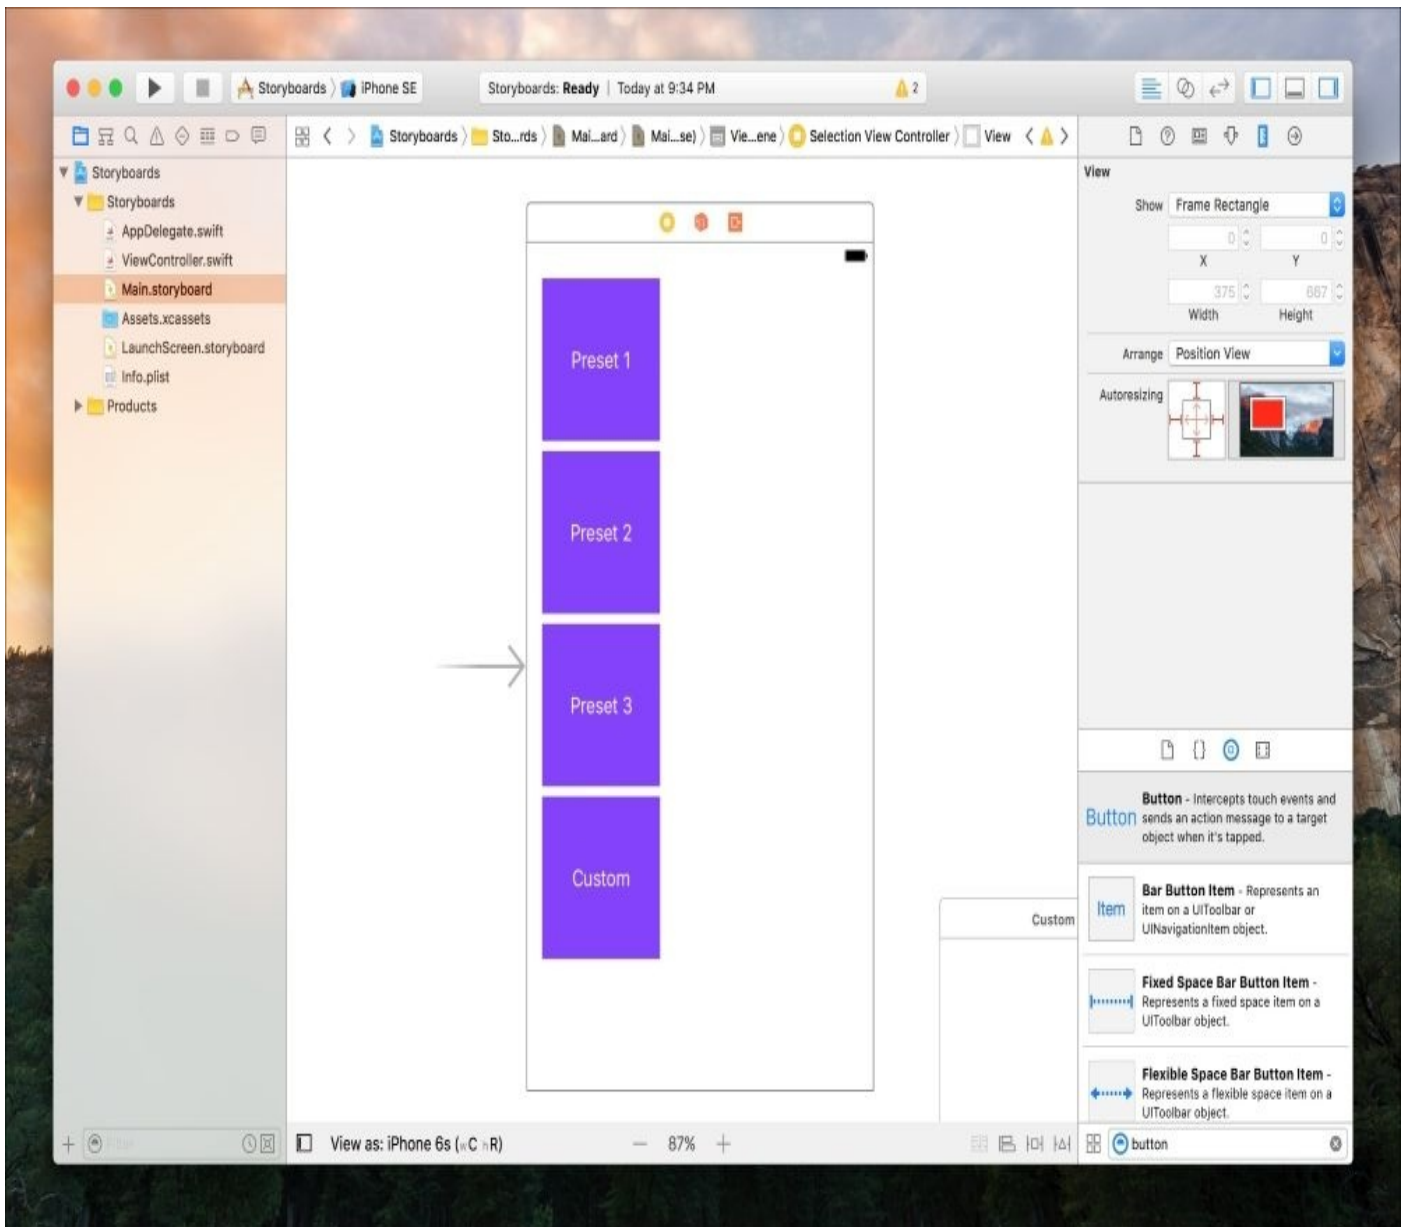 Storyboards iPhone SE
Storyboards: Ready | Today at 9:34 PM
2
Storyboards Sto...rds Mai...ard Mai...se) Vie...ene Selection View Controller View
Storyboards
Storyboards
AppDelegate.swift
ViewController.swift
Main.storyboard
Assets.xcassets
LaunchScreen.storyboard
Info.plist
Products
Preset 1
Preset 2
Preset 3
Custom
Custom
View
Show Frame Rectangle
0 0
X Y
375 667
Width Height
Arrange Position View
Autoresizing
Button
Button - Intercepts touch events and
sends an action message to a target
object when it's tapped.
Item
Bar Button Item - Represents an
item on a UIToolbar or
UINavigationItem object.
Fixed Space Bar Button Item -
Represents a fixed space item on a
UIToolbar object.
Flexible Space Bar Button Item -
Represents a flexible space item on a
UIToolbar object.
Filter
View as: iPhone 6s (wC hR)
— 87% +
button